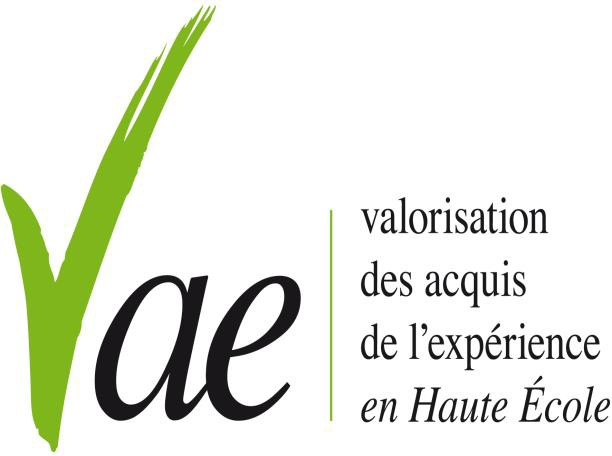 Vae
valorisation
des acquis
de l'expérience
en Haute École